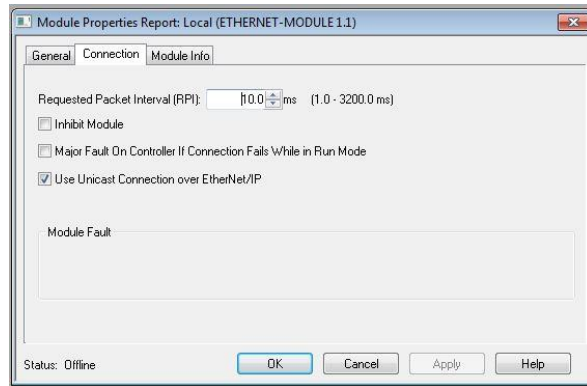 Module Properties Report: Local (ETHERNET-MODULE 1.1)
General Connection Module Info
Requested Packet Interval (RPI): 10.0 ms (1.0 - 3200.0 ms)
Inhibit Module
Major Fault On Controller If Connection Fails While in Run Mode
Use Unicast Connection over EtherNet/IP
Module Fault
Status: Offline OK Cancel Apply Help